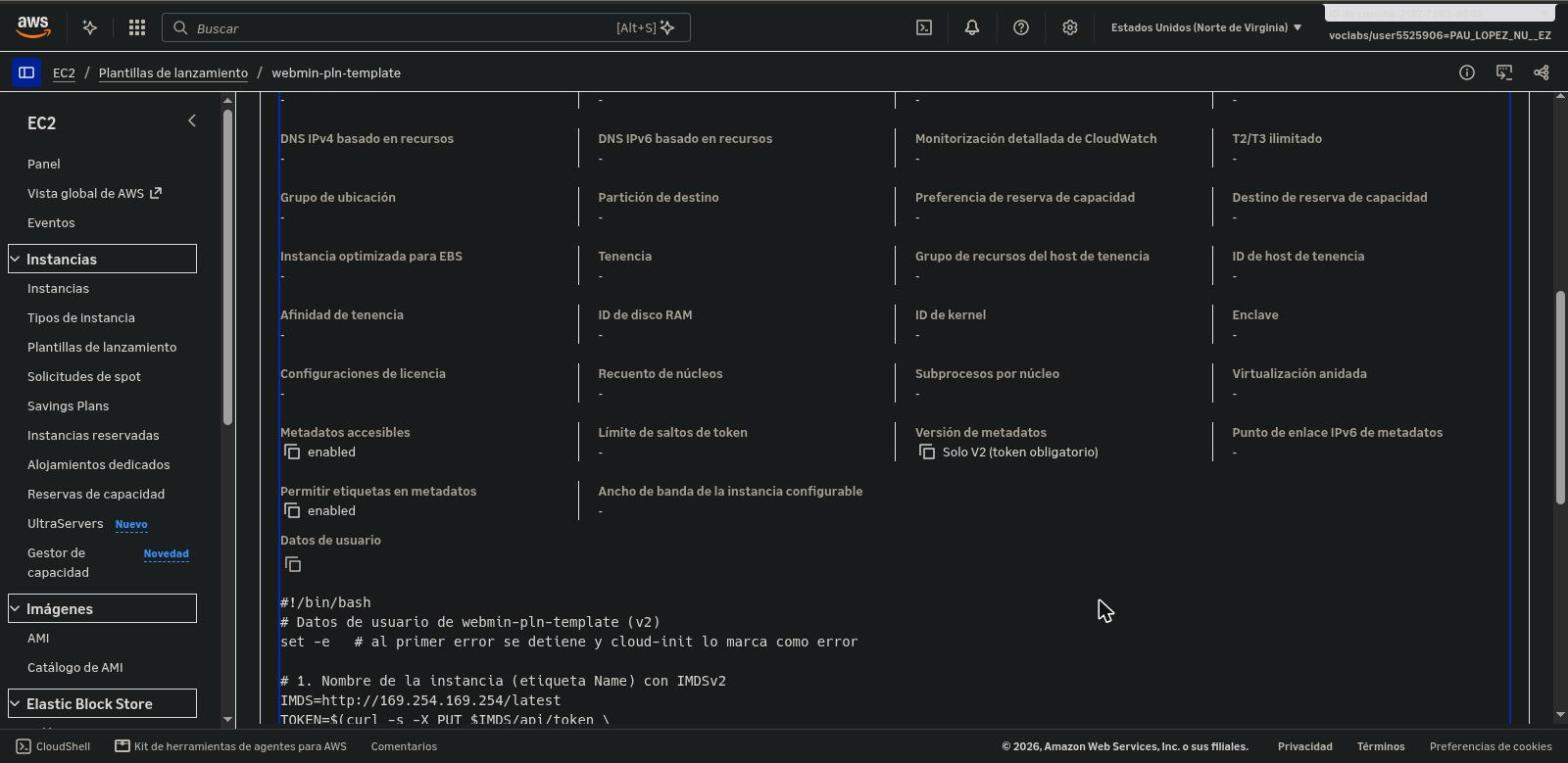 aws
Buscar [Alt+S]
Estados Unidos (Norte de Virginia)
voclabs/user5525906=PAU_LOPEZ_NU__EZ
EC2 / Plantillas de lanzamiento / webmin-pln-template
EC2
Panel
Vista global de AWS
Eventos
Instancias
Instancias
Tipos de instancia
Plantillas de lanzamiento
Solicitudes de spot
Savings Plans
Instancias reservadas
Alojamientos dedicados
Reservas de capacidad
UltraServers Nuevo
Gestor de capacidad Novedad
Imágenes
AMI
Catálogo de AMI
Elastic Block Store
- - - -
DNS IPv4 basado en recursos DNS IPv6 basado en recursos Monitorización detallada de CloudWatch T2/T3 ilimitado
- - - -
Grupo de ubicación Partición de destino Preferencia de reserva de capacidad Destino de reserva de capacidad
- - - -
Instancia optimizada para EBS Tenencia Grupo de recursos del host de tenencia ID de host de tenencia
- - - -
Afinidad de tenencia ID de disco RAM ID de kernel Enclave
- - - -
Configuraciones de licencia Recuento de núcleos Subprocesos por núcleo Virtualización anidada
- - - -
Metadatos accesibles Límite de saltos de token Versión de metadatos Punto de enlace IPv6 de metadatos
enabled - Solo V2 (token obligatorio) -
Permitir etiquetas en metadatos Ancho de banda de la instancia configurable
enabled -
Datos de usuario
#!/bin/bash
# Datos de usuario de webmin-pln-template (v2)
set -e   # al primer error se detiene y cloud-init lo marca como error
# 1. Nombre de la instancia (etiqueta Name) con IMDSv2
IMDS=http://169.254.169.254/latest
TOKEN=$(curl -s -X PUT $IMDS/api/token \
CloudShell Kit de herramientas de agentes para AWS Comentarios
© 2026, Amazon Web Services, Inc. o sus filiales. Privacidad Términos Preferencias de cookies